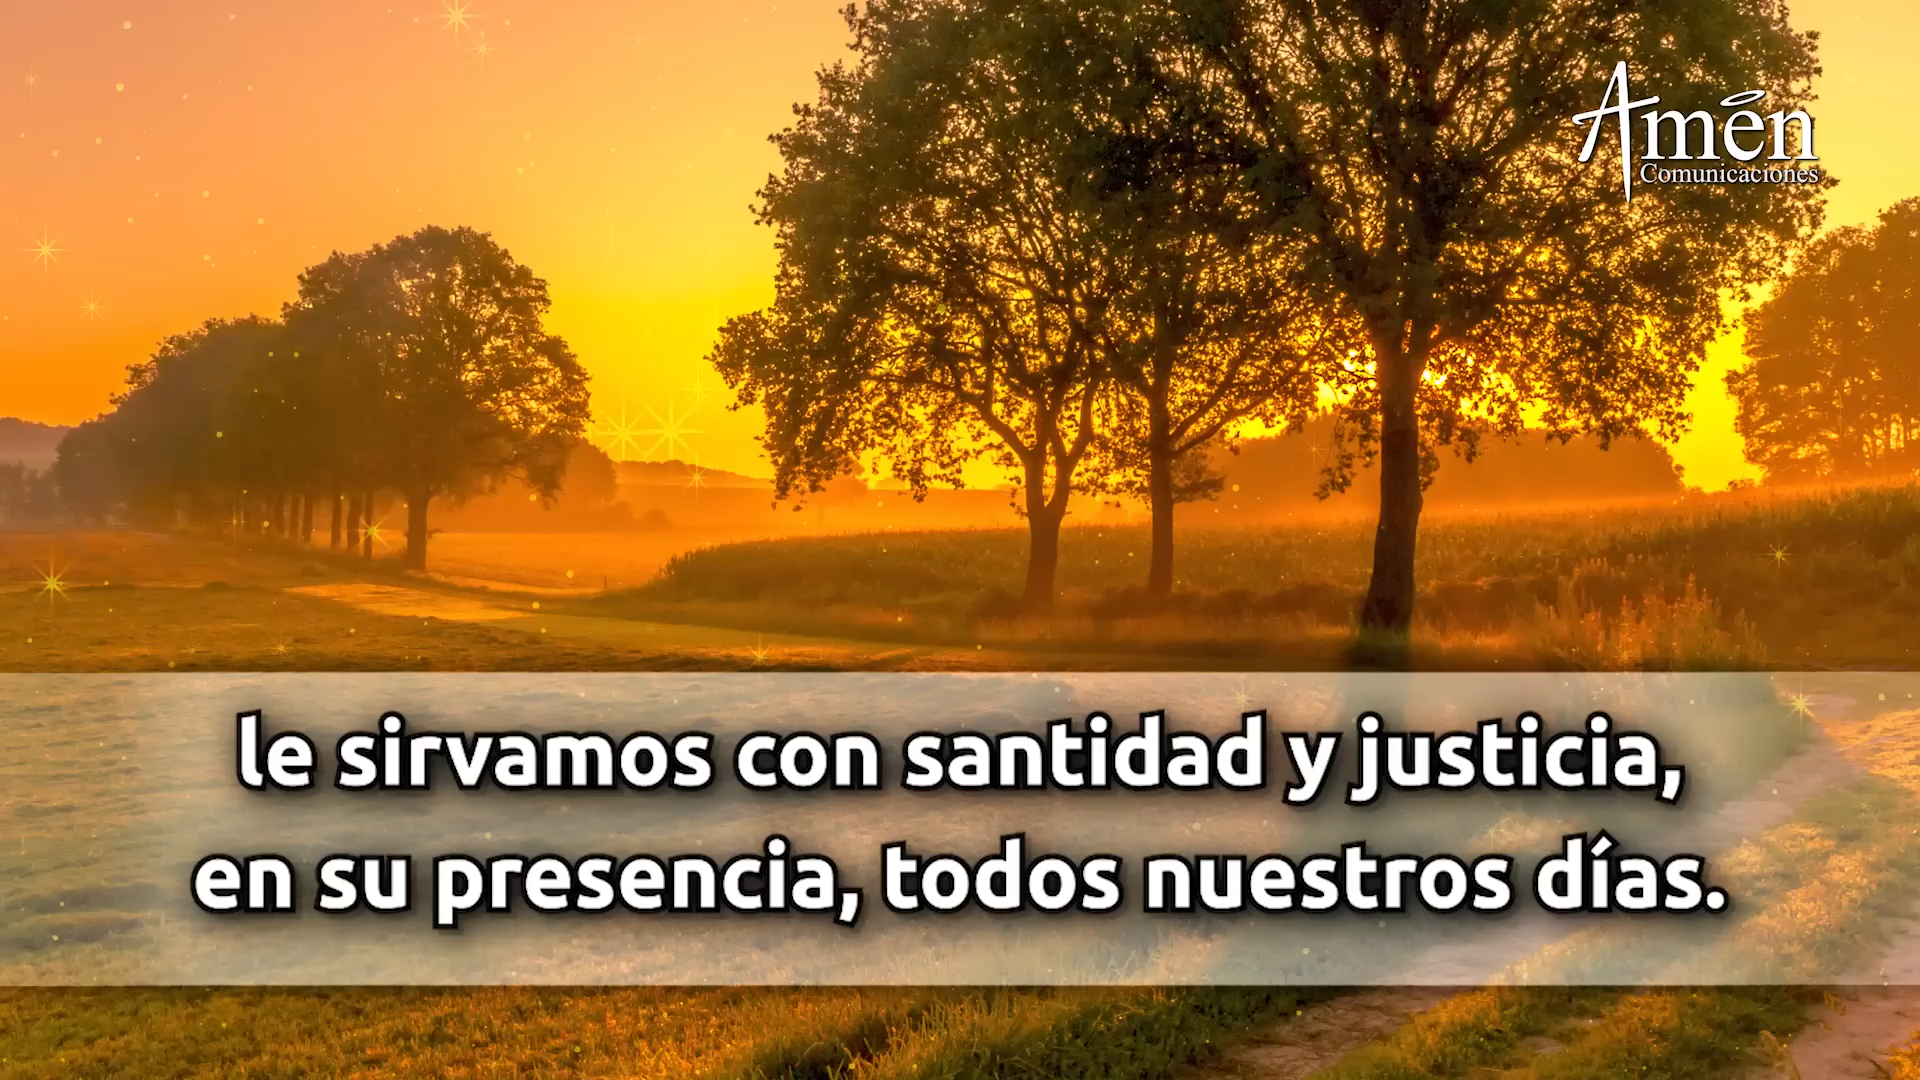 Amén
Comunicaciones
le sirvamos con santidad y justicia,
en su presencia, todos nuestros días.